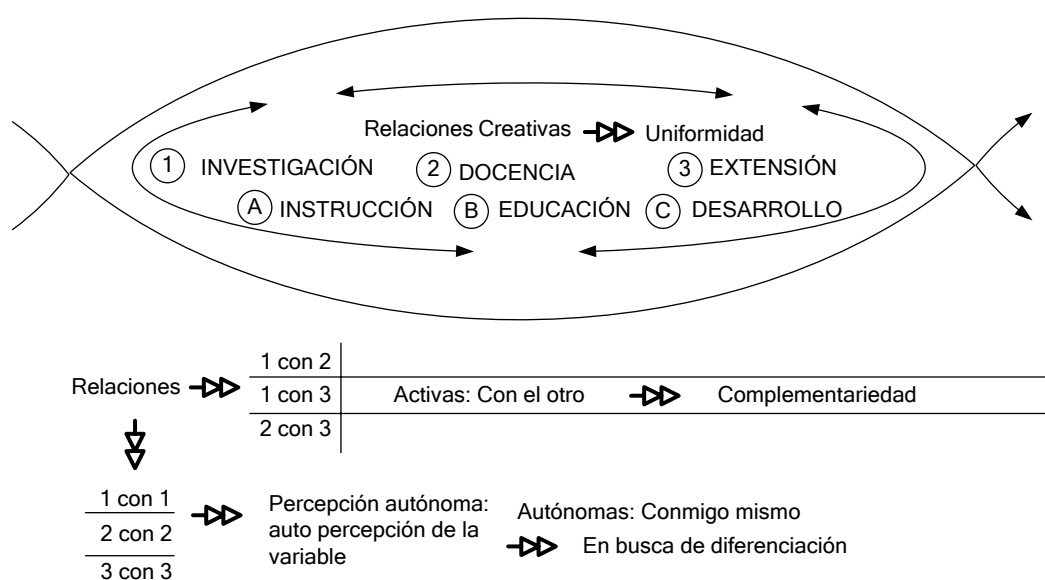 Relaciones Creativas Uniformidad
1 INVESTIGACIÓN 2 DOCENCIA 3 EXTENSIÓN
A INSTRUCCIÓN B EDUCACIÓN C DESARROLLO
1 con 2
Relaciones 1 con 3 Activas: Con el otro Complementariedad
2 con 3
1 con 1
2 con 2
3 con 3
Percepción autónoma:
auto percepción de la
variable
Autónomas: Conmigo mismo
En busca de diferenciación